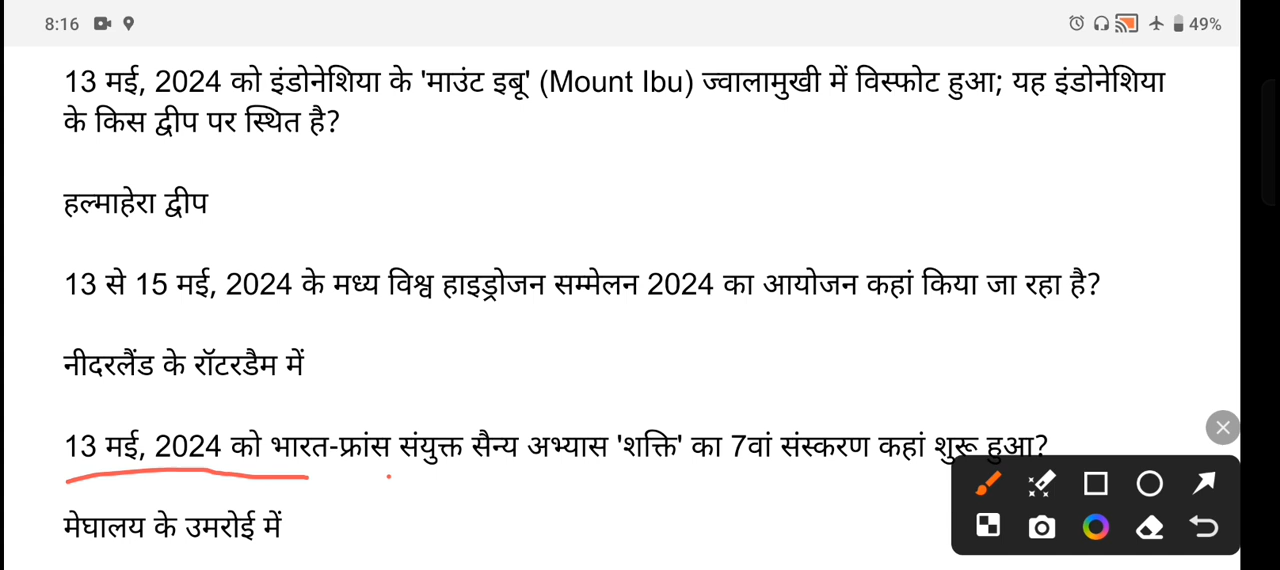 8:16
49%
13 मई, 2024 को इंडोनेशिया के 'माउंट इबू' (Mount Ibu) ज्वालामुखी में विस्फोट हुआ; यह इंडोनेशिया
के किस द्वीप पर स्थित है?
हल्माहेरा द्वीप
13 से 15 मई, 2024 के मध्य विश्व हाइड्रोजन सम्मेलन 2024 का आयोजन कहां किया जा रहा है?
नीदरलैंड के रॉटरडैम में
13 मई, 2024 को भारत-फ्रांस संयुक्त सैन्य अभ्यास 'शक्ति' का 7वां संस्करण कहां शुरू हुआ?
मेघालय के उमरोई में